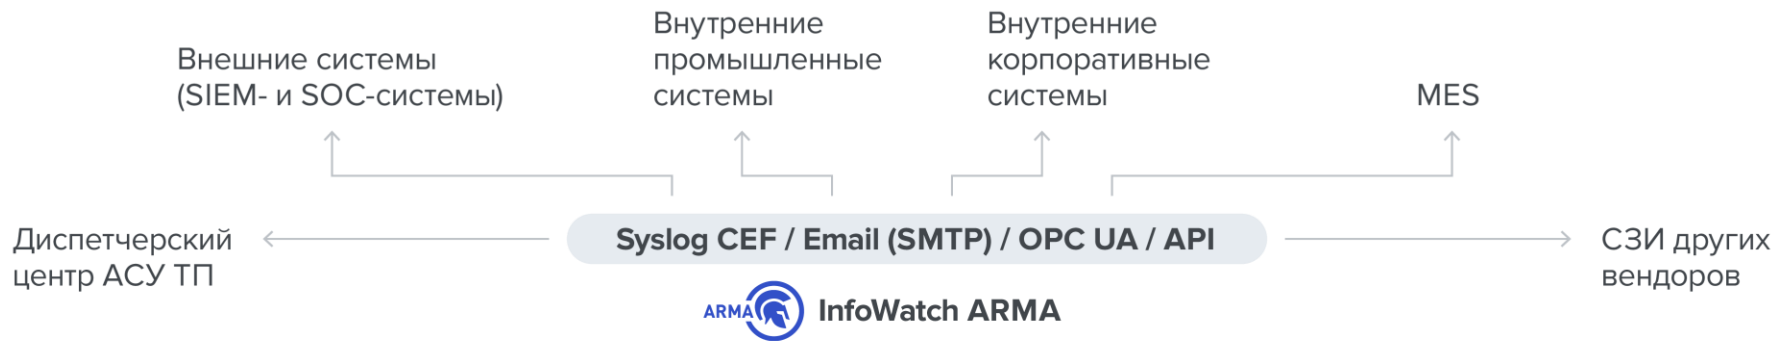 Внешние системы
(SIEM- и SOC-системы)
Внутренние
промышленные
системы
Внутренние
корпоративные
системы
MES
Диспетчерский
центр АСУ ТП
Syslog CEF / Email (SMTP) / OPC UA / API
СЗИ других
вендоров
ARMA
InfoWatch ARMA